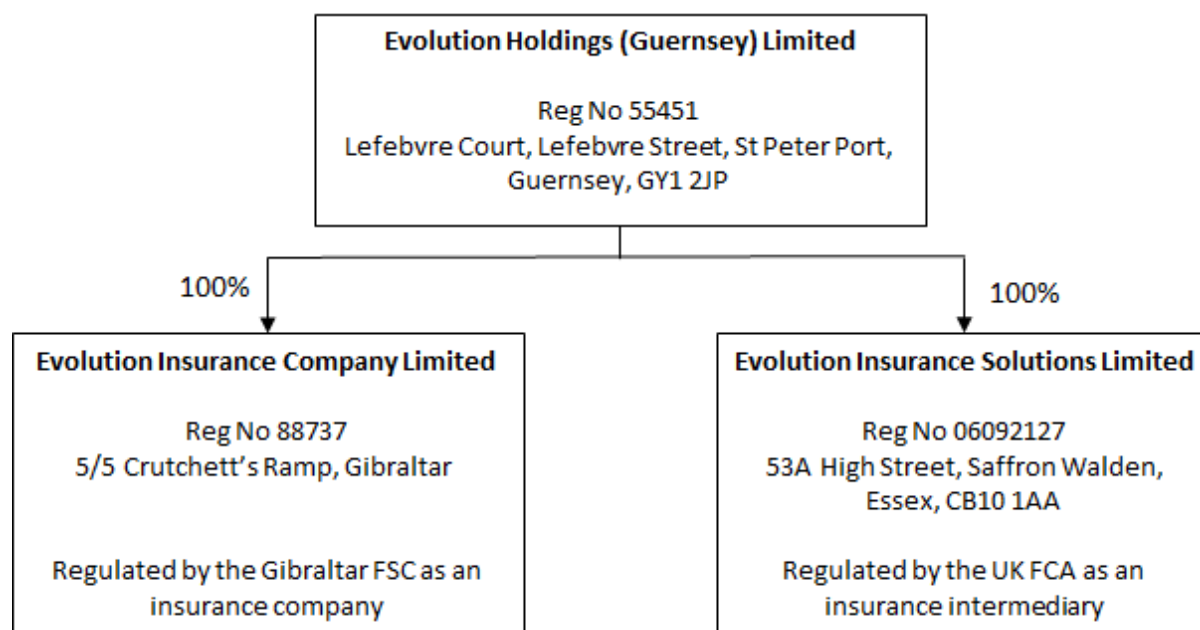 Evolution Holdings (Guernsey) Limited
Reg No 55451
Lefebvre Court, Lefebvre Street, St Peter Port,
Guernsey, GY1 2JP
100%
100%
Evolution Insurance Company Limited
Reg No 88737
5/5 Crutchett’s Ramp, Gibraltar
Regulated by the Gibraltar FSC as an
insurance company
Evolution Insurance Solutions Limited
Reg No 06092127
53A High Street, Saffron Walden,
Essex, CB10 1AA
Regulated by the UK FCA as an
insurance intermediary